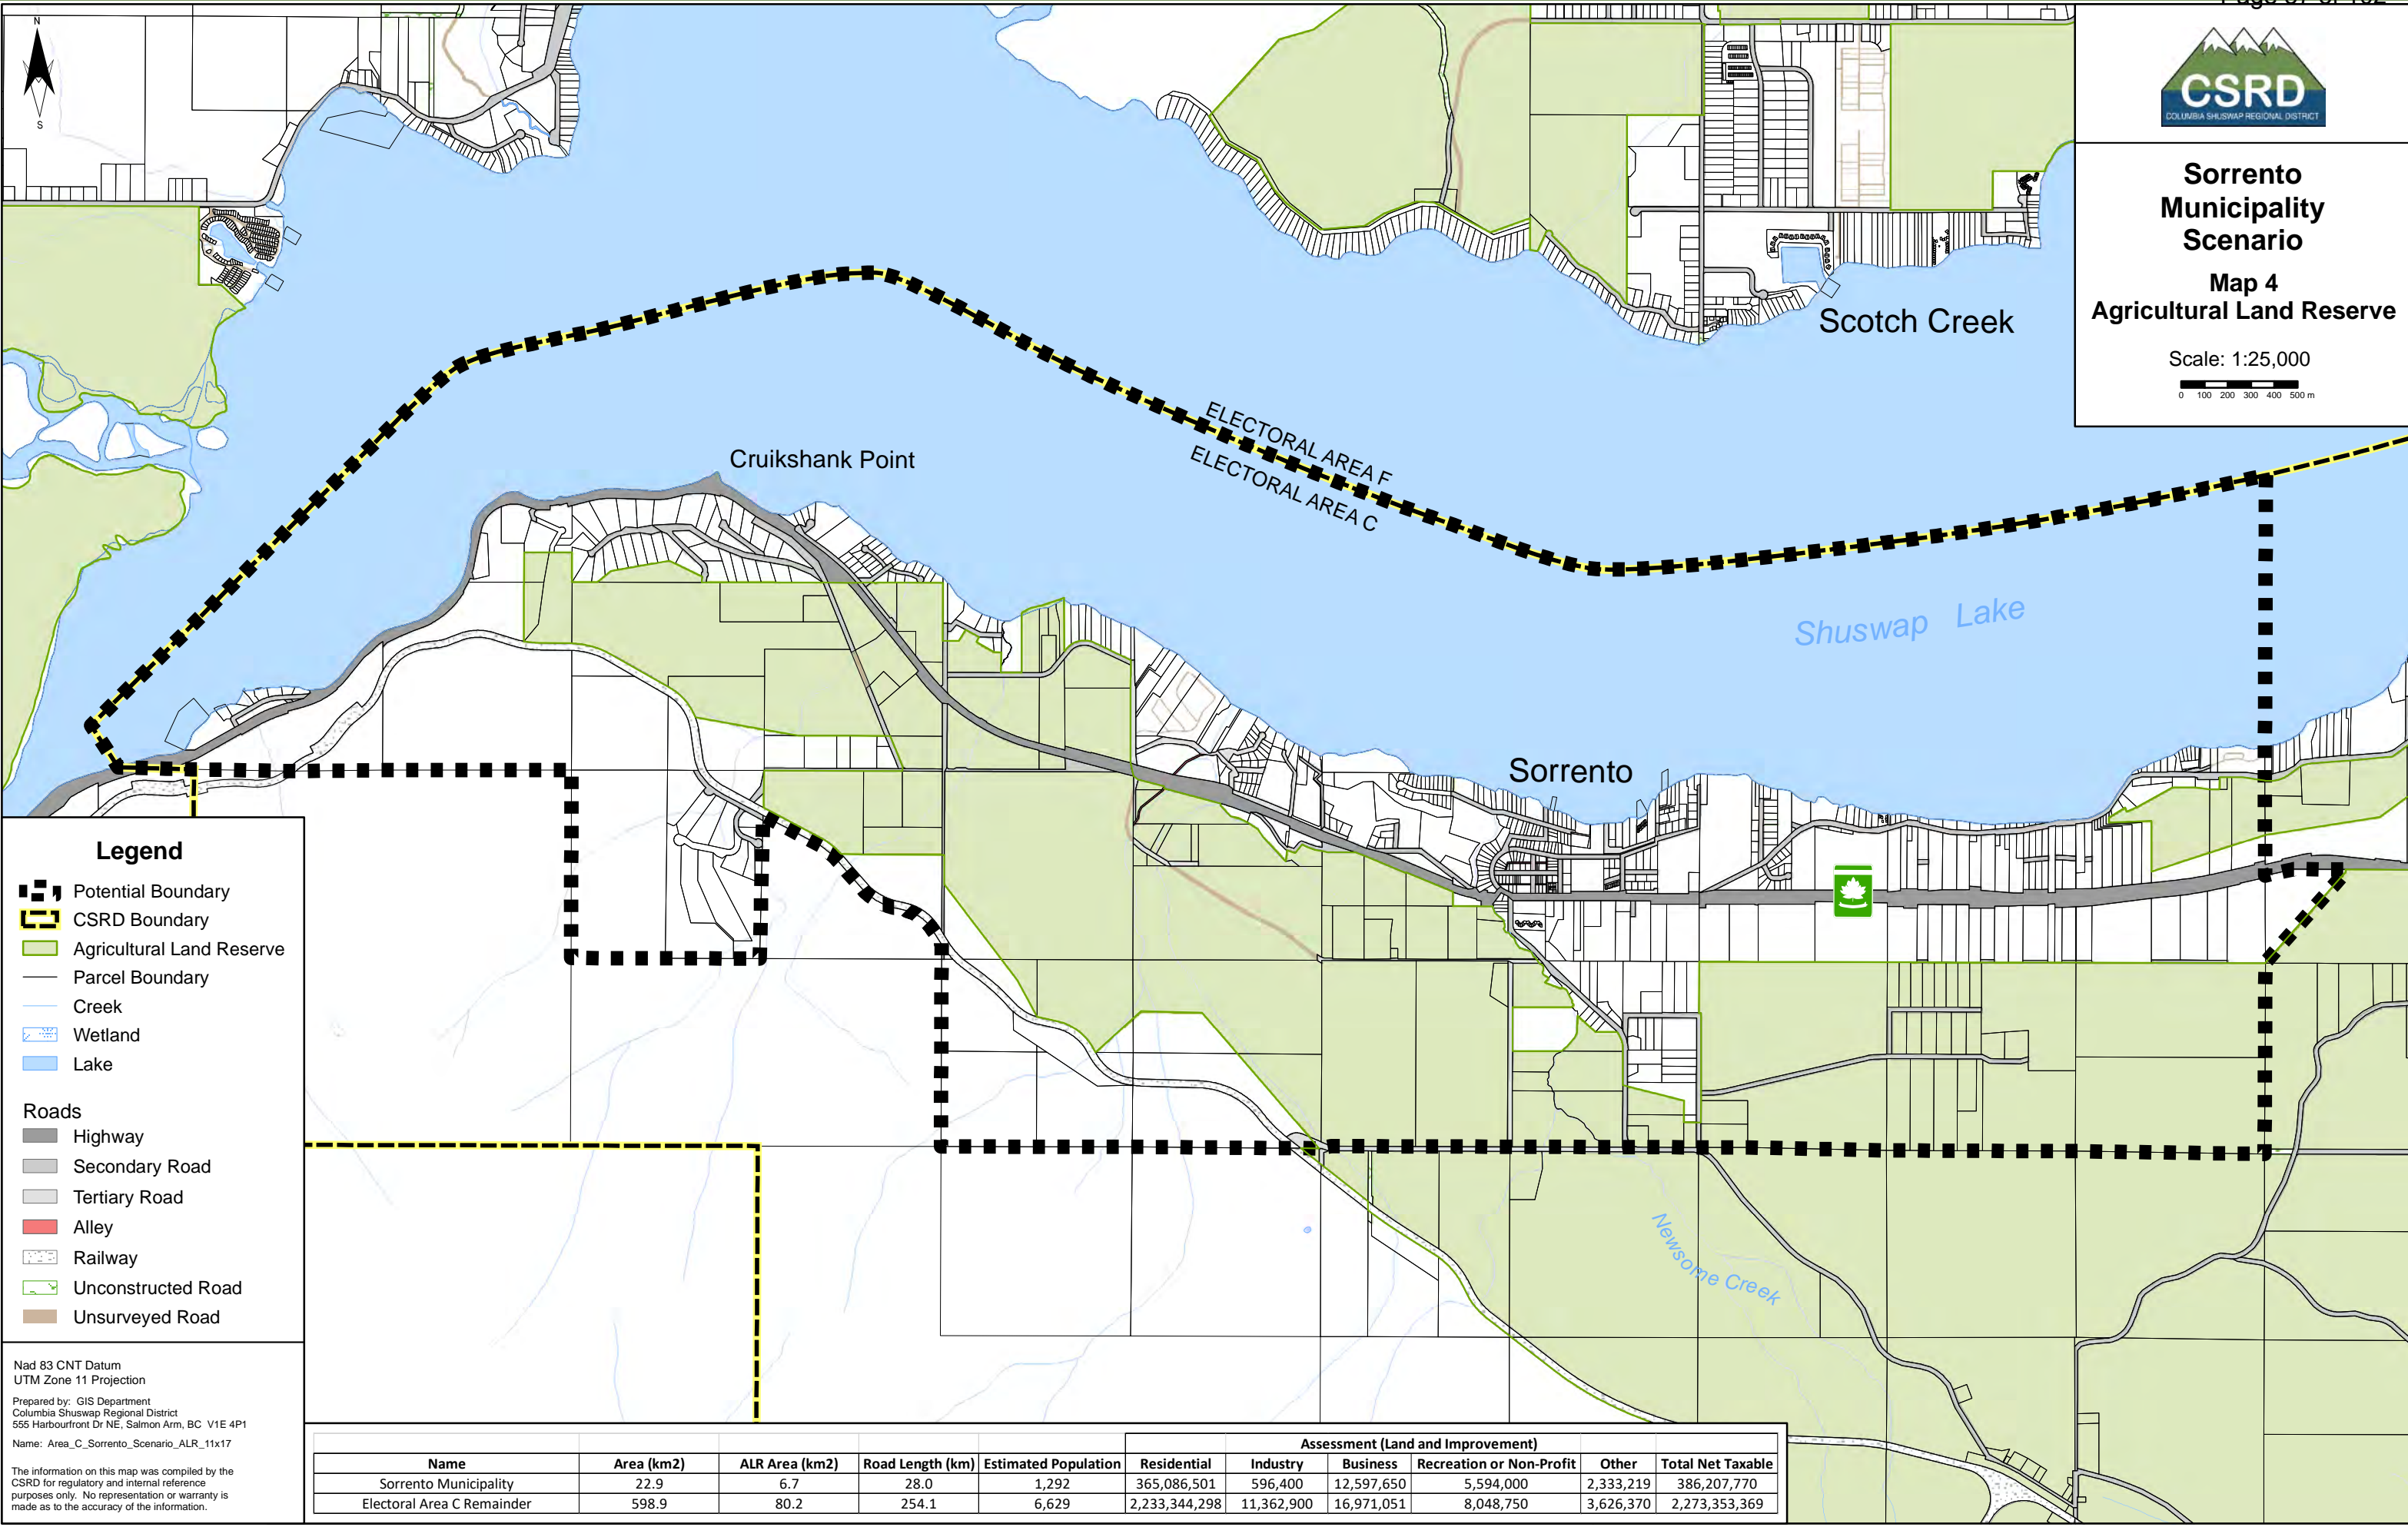 N
S
CSRD
COLUMBIA SHUSWAP REGIONAL DISTRICT
Sorrento
Municipality
Scenario
Map 4
Agricultural Land Reserve
Scale: 1:25,000
0 100 200 300 400 500 m
Scotch Creek
ELECTORAL AREA F
ELECTORAL AREA C
Cruikshank Point
Shuswap Lake
Sorrento
Newsome Creek
Legend
Potential Boundary
CSRD Boundary
Agricultural Land Reserve
Parcel Boundary
Creek
Wetland
Lake
Roads
Highway
Secondary Road
Tertiary Road
Alley
Railway
Unconstructed Road
Unsurveyed Road
Nad 83 CNT Datum
UTM Zone 11 Projection
Prepared by: GIS Department
Columbia Shuswap Regional District
555 Harbourfront Dr NE, Salmon Arm, BC V1E 4P1
Name: Area_C_Sorrento_Scenario_ALR_11x17
The information on this map was compiled by the
CSRD for regulatory and internal reference
purposes only. No representation or warranty is
made as to the accuracy of the information.
Assessment (Land and Improvement)
Name Area (km2) ALR Area (km2) Road Length (km) Estimated Population Residential Industry Business Recreation or Non-Profit Other Total Net Taxable
Sorrento Municipality 22.9 6.7 28.0 1,292 365,086,501 596,400 12,597,650 5,594,000 2,333,219 386,207,770
Electoral Area C Remainder 598.9 80.2 254.1 6,629 2,233,344,298 11,362,900 16,971,051 8,048,750 3,626,370 2,273,353,369